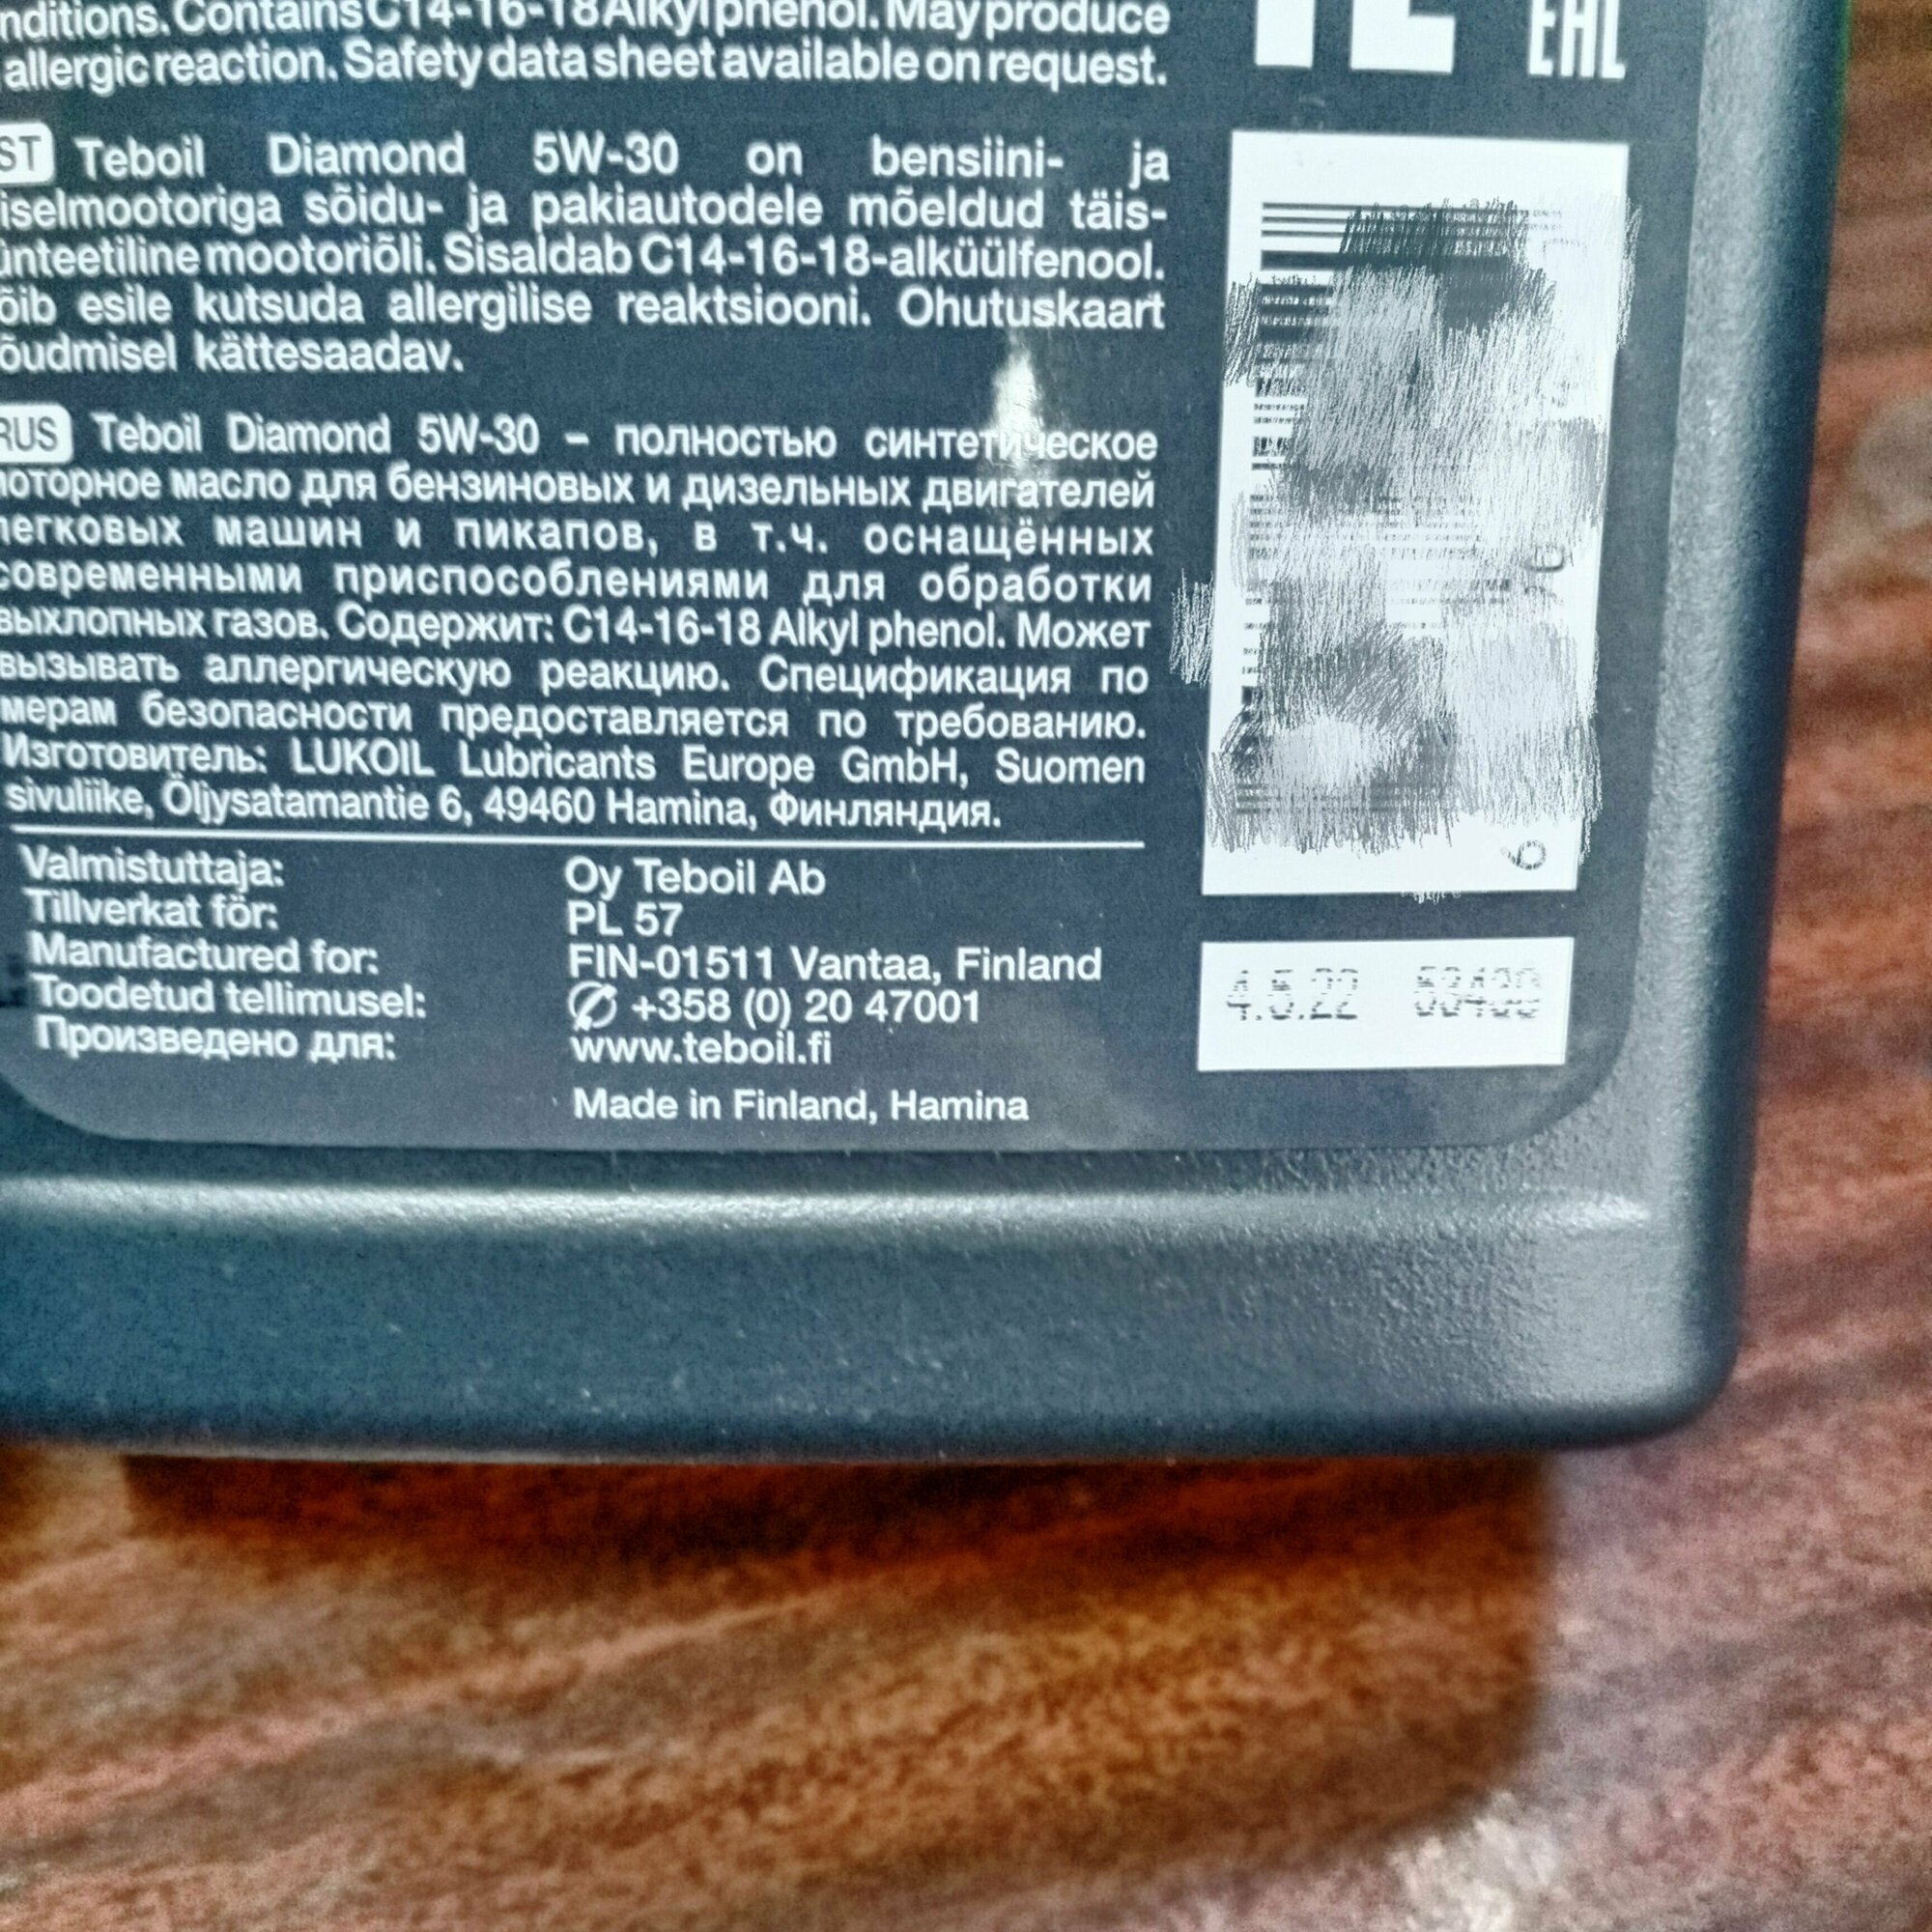 nditions. Contains C14-16-18 Alkyl phenol. May produce
allergic reaction. Safety data sheet available on request.
ST Teboil Diamond 5W-30 on bensiini- ja
iselmootoriga sõidu- ja pakiautodele mõeldud täis-
ünteetiline mootoriõli. Sisaldab C14-16-18-alküülfenool.
õib esile kutsuda allergilise reaktsiooni. Ohutuskaart
õudmisel kättesaadav.
RUS Teboil Diamond 5W-30 – полностью синтетическое
моторное масло для бензиновых и дизельных двигателей
легковых машин и пикапов, в т.ч. оснащённых
современными приспособлениями для обработки
выхлопных газов. Содержит: C14-16-18 Alkyl phenol. Может
вызывать аллергическую реакцию. Спецификация по
мерам безопасности предоставляется по требованию.
Изготовитель: LUKOIL Lubricants Europe GmbH, Suomen
sivuliike, Öljysatamantie 6, 49460 Hamina, Финляндия.
Valmistuttaja: Oy Teboil Ab
Tillverkat för: PL 57
Manufactured for: FIN-01511 Vantaa, Finland
Toodetud tellimusel: +358 (0) 20 47001
Произведено для: www.teboil.fi
Made in Finland, Hamina
EAC
6
4.5.22